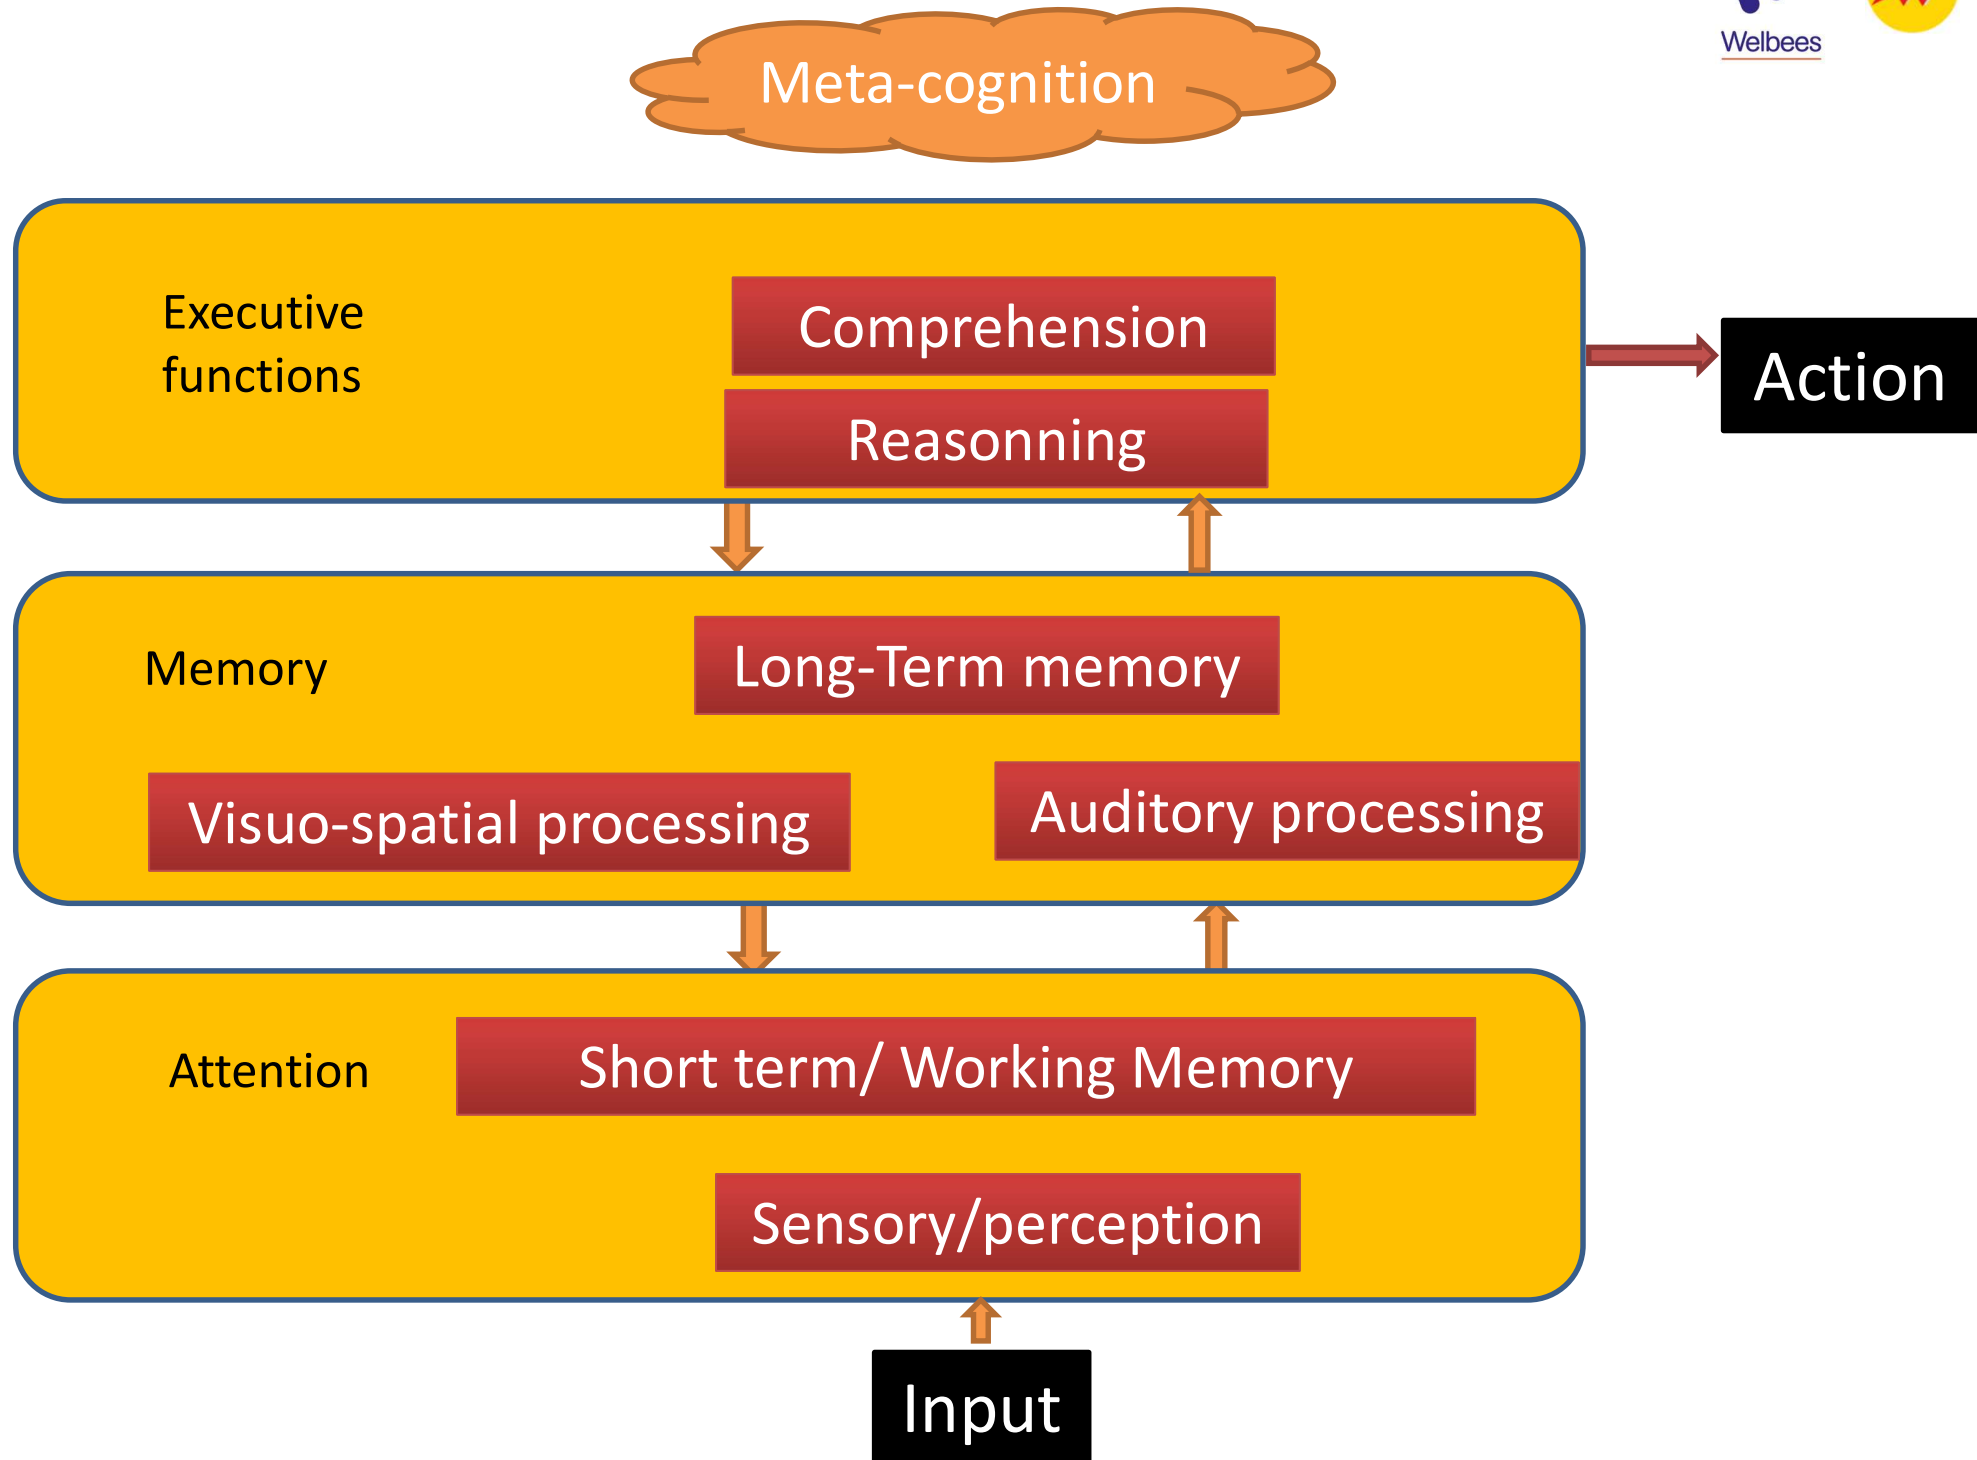 Welbees
Meta-cognition
Executive
functions
Comprehension
Reasonning
Action
Memory
Long-Term memory
Visuo-spatial processing
Auditory processing
Attention
Short term/ Working Memory
Sensory/perception
Input